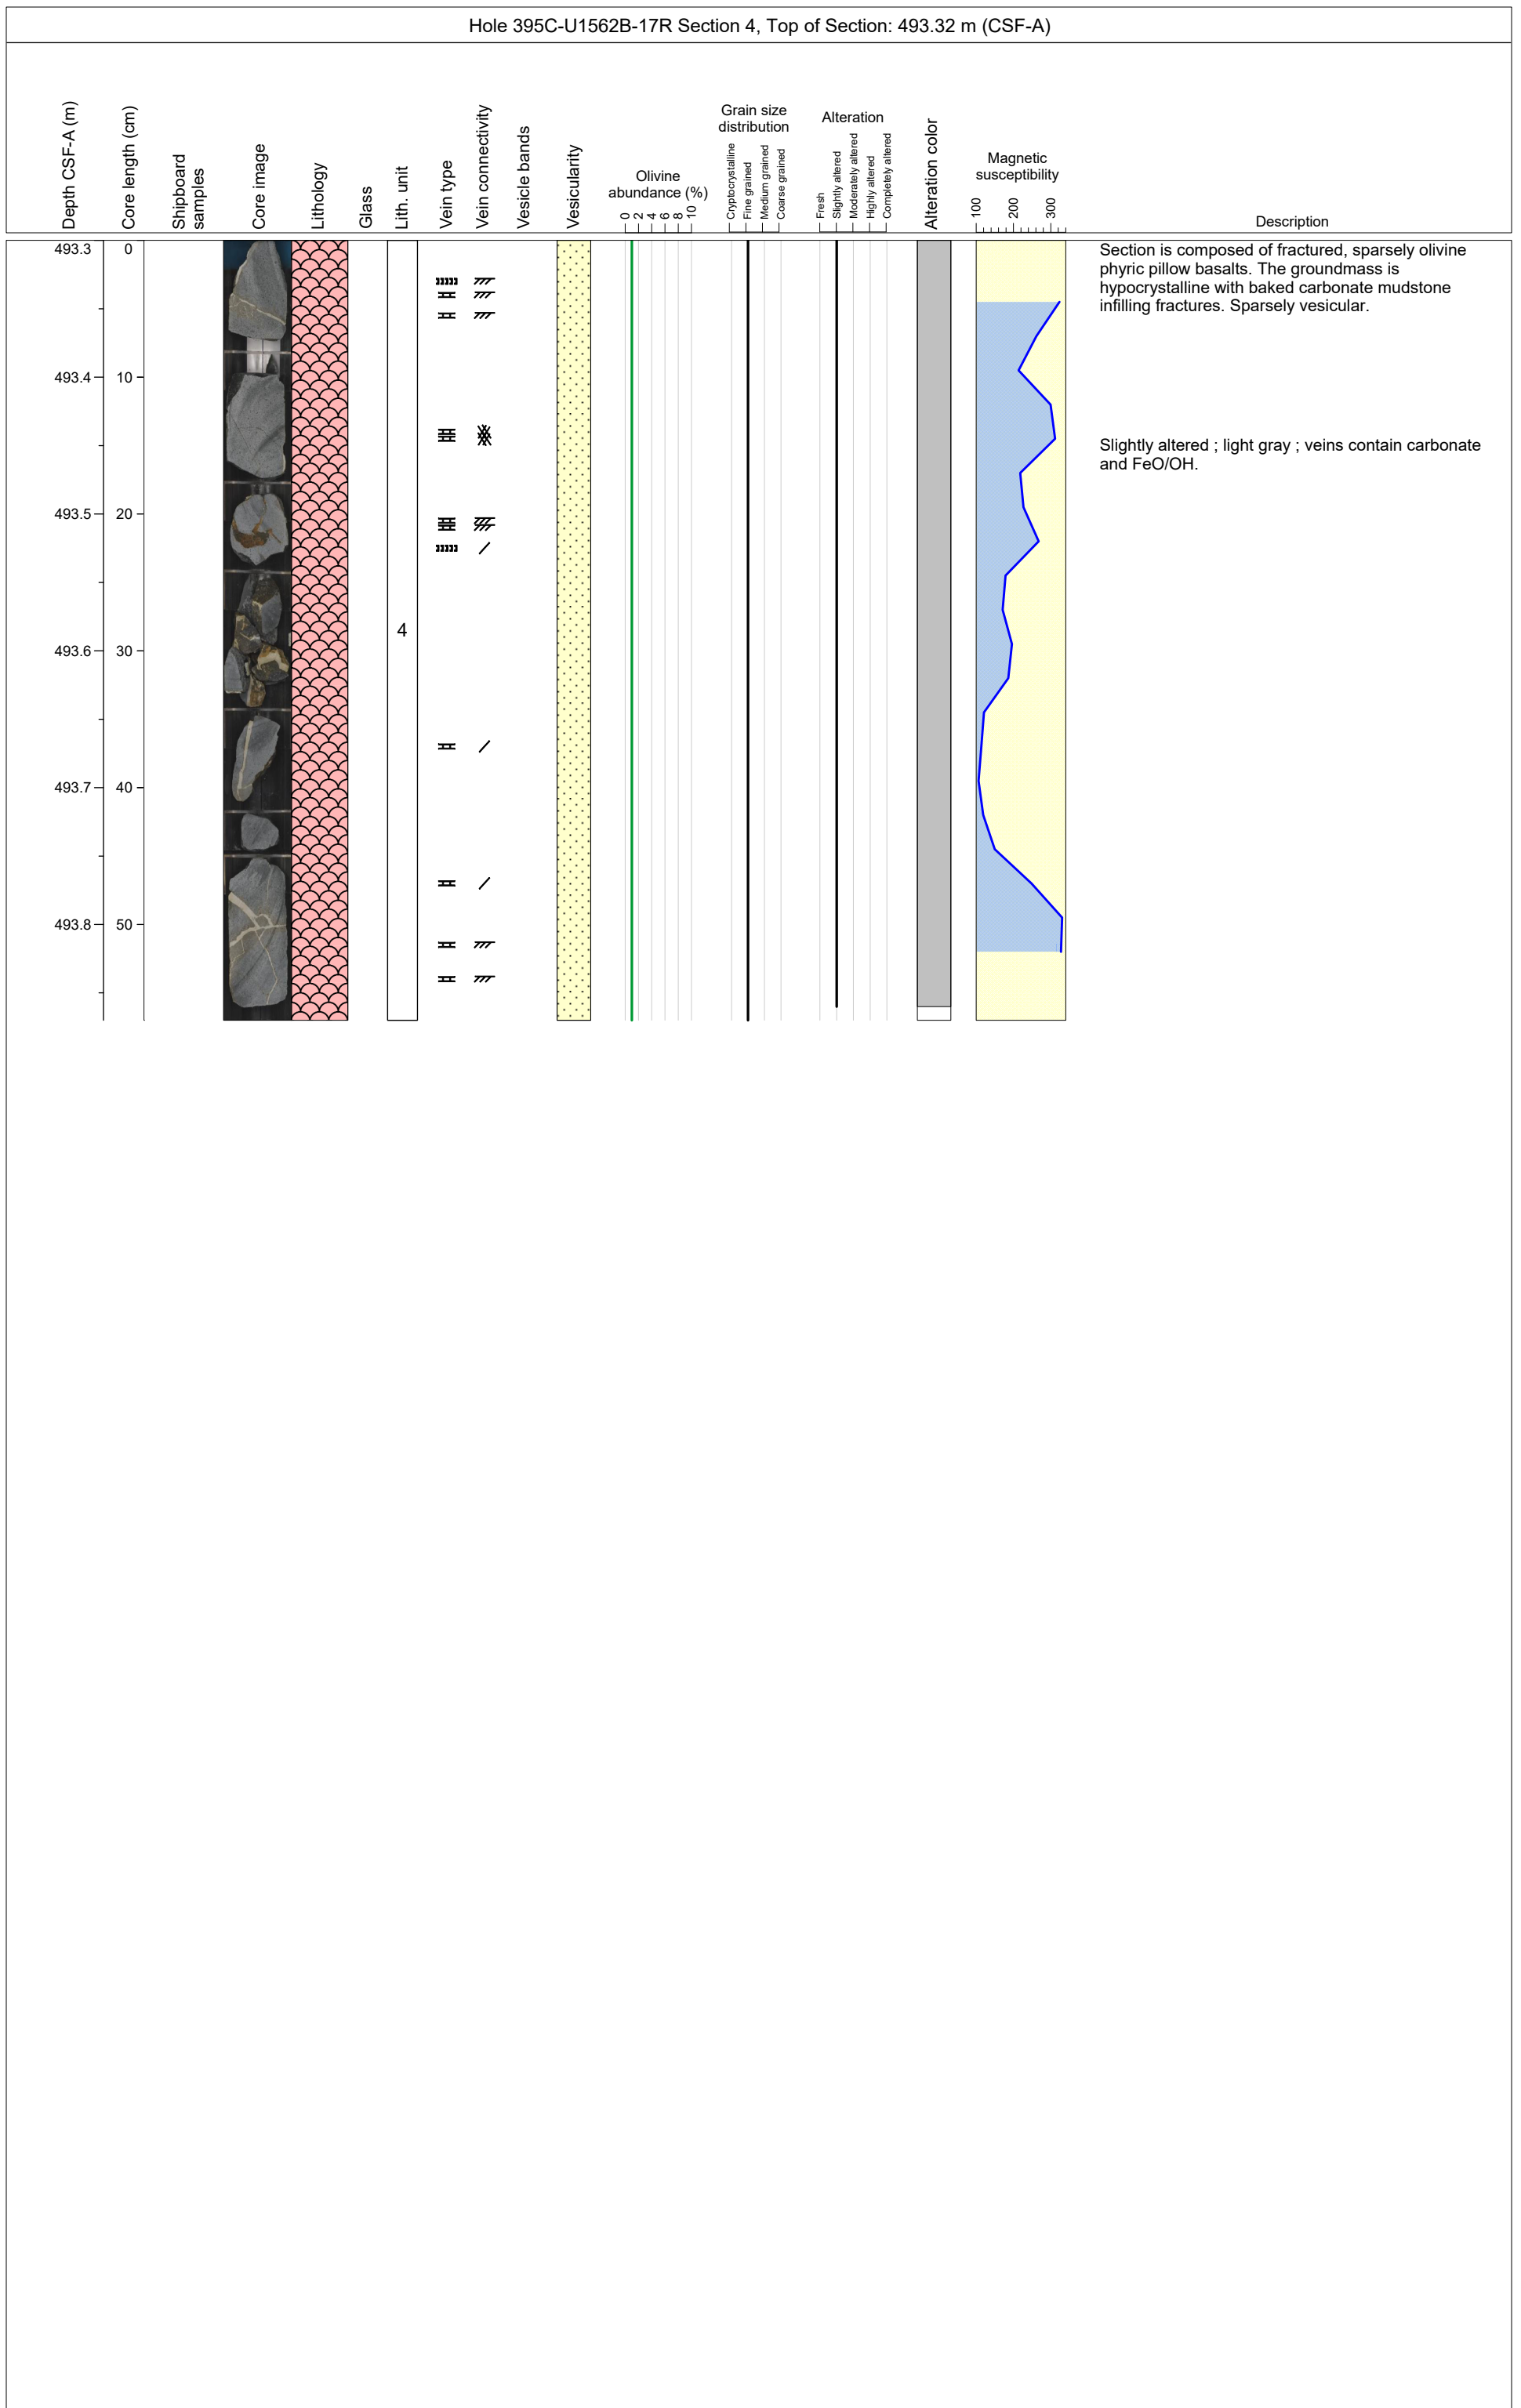 Hole 395C-U1562B-17R Section 4, Top of Section: 493.32 m (CSF-A)
Depth CSF-A (m)
Core length (cm)
Shipboard
samples
Core image
Lithology
Glass
Lith. unit
Vein type
Vein connectivity
Vesicle bands
Vesicularity
Olivine
abundance (%)
0 2 4 6 8 10
Grain size
distribution
Cryptocrystalline
Fine grained
Medium grained
Coarse grained
Alteration
Fresh
Slightly altered
Moderately altered
Highly altered
Completely altered
Alteration color
Magnetic
susceptibility
100 200 300
Description
493.3 0
493.4 10
493.5 20
493.6 30
493.7 40
493.8 50
4
Section is composed of fractured, sparsely olivine
phyric pillow basalts. The groundmass is
hypocrystalline with baked carbonate mudstone
infilling fractures. Sparsely vesicular.
Slightly altered ; light gray ; veins contain carbonate
and FeO/OH.